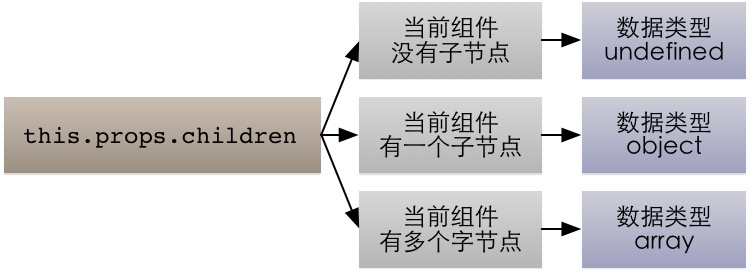 this.props.children
当前组件
没有子节点
数据类型
undefined
当前组件
有一个子节点
数据类型
object
当前组件
有多个字节点
数据类型
array